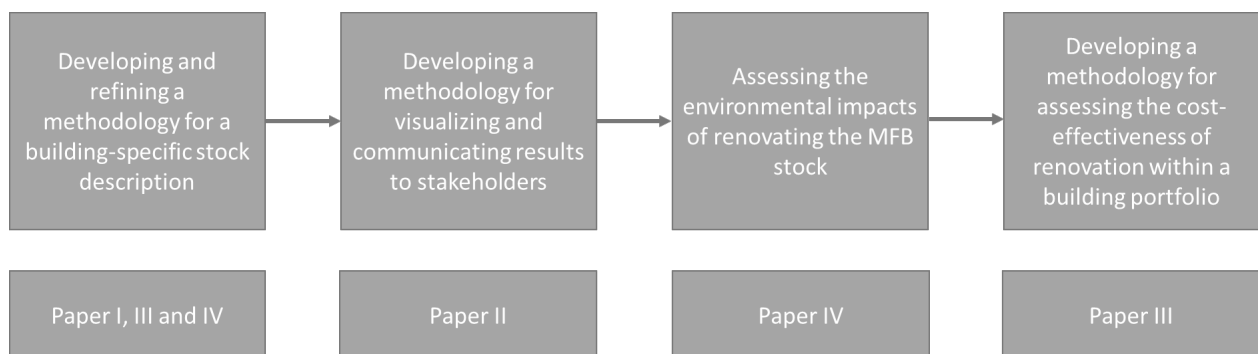 Developing and
refining a
methodology for a
building-specific stock
description
Developing a
methodology for
visualizing and
communicating results
to stakeholders
Assessing the
environmental impacts
of renovating the MFB
stock
Developing a
methodology for
assessing the cost-
effectiveness of
renovation within a
building portfolio
Paper I, III and IV
Paper II
Paper IV
Paper III